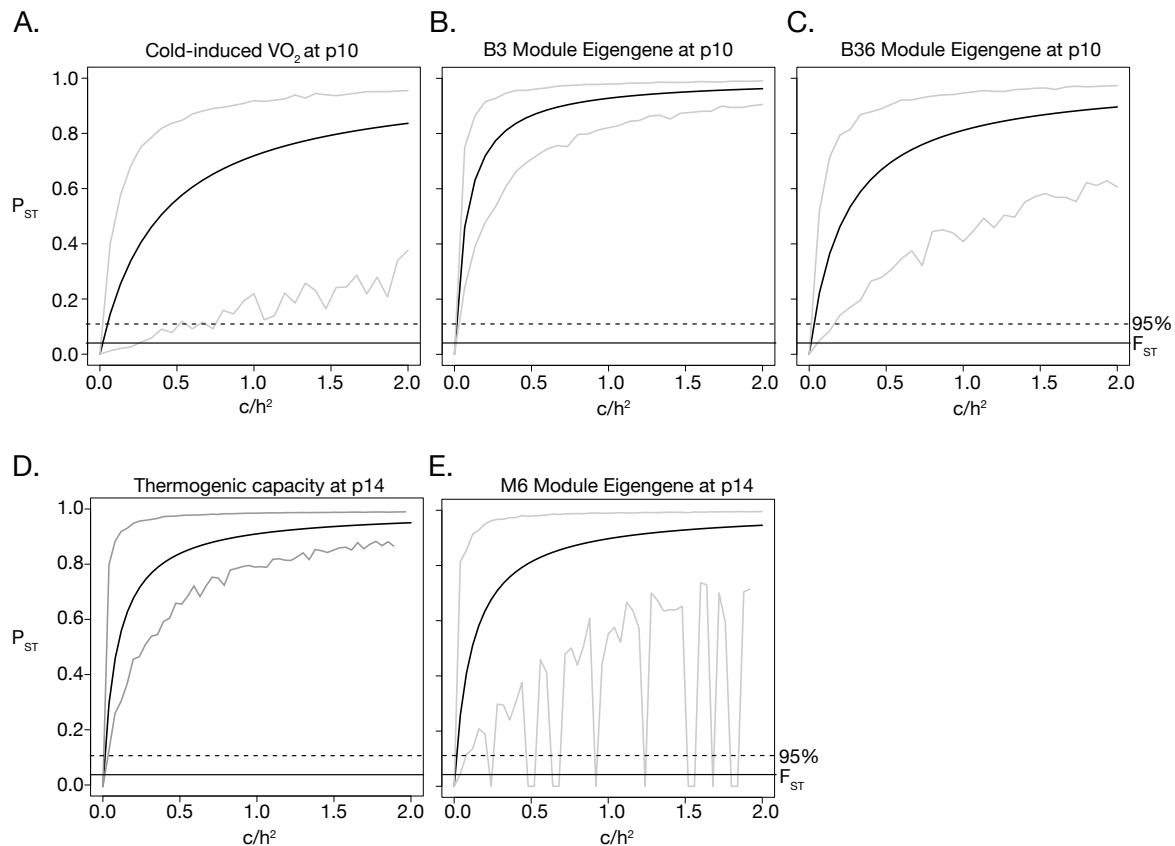 A.
Cold-induced VO₂ at p10
B.
B3 Module Eigengene at p10
C.
B36 Module Eigengene at p10
1.0
0.8
0.6
0.4
0.2
0.0
P_ST
0.0 0.5 1.0 1.5 2.0
c/h²
0.0 0.5 1.0 1.5 2.0
c/h²
0.0 0.5 1.0 1.5 2.0
c/h²
95%
F_ST
D.
Thermogenic capacity at p14
E.
M6 Module Eigengene at p14
1.0
0.8
0.6
0.4
0.2
0.0
P_ST
0.0 0.5 1.0 1.5 2.0
c/h²
0.0 0.5 1.0 1.5 2.0
c/h²
95%
F_ST